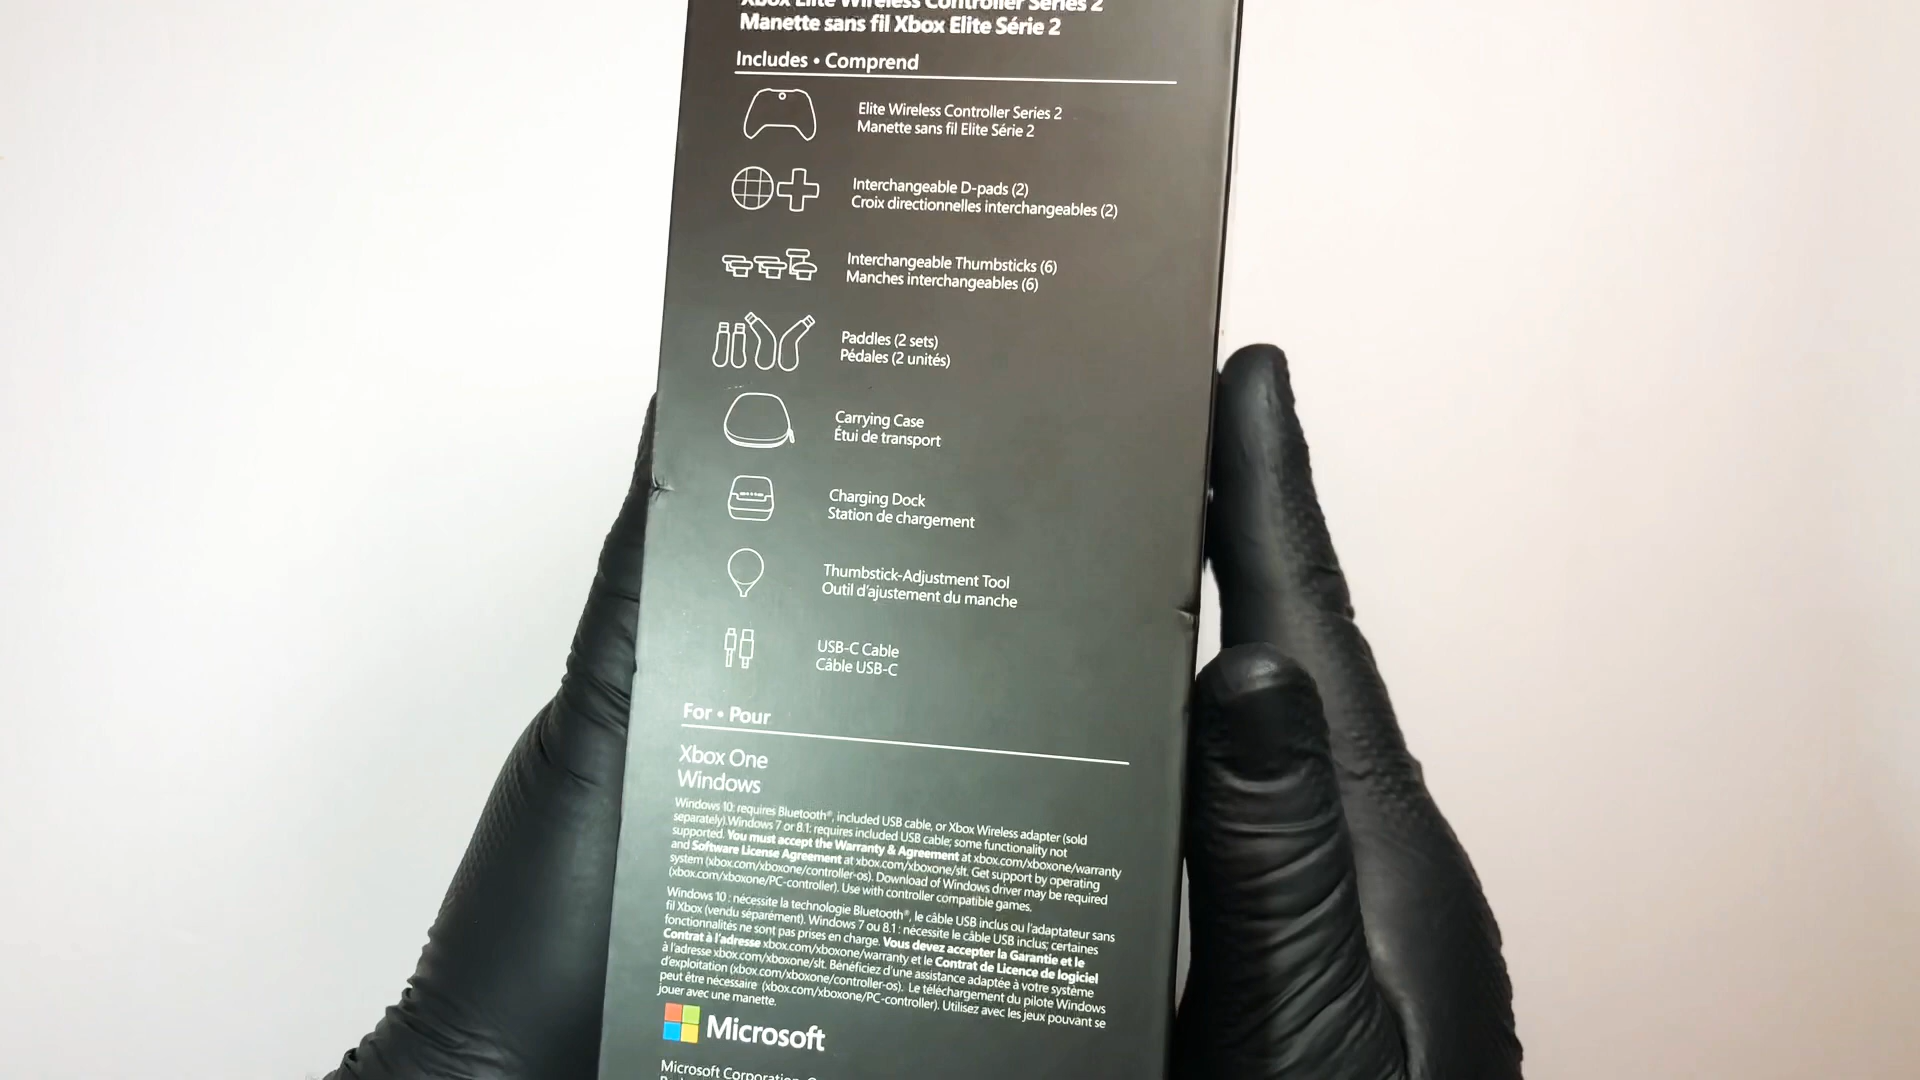 Xbox Elite Wireless Controller Series 2
Manette sans fil Xbox Elite Série 2
Includes • Comprend
Elite Wireless Controller Series 2
Manette sans fil Elite Série 2
Interchangeable D-pads (2)
Croix directionnelles interchangeables (2)
Interchangeable Thumbsticks (6)
Manches interchangeables (6)
Paddles (2 sets)
Pédales (2 unités)
Carrying Case
Étui de transport
Charging Dock
Station de chargement
Thumbstick-Adjustment Tool
Outil d'ajustement du manche
USB-C Cable
Câble USB-C
For • Pour
Xbox One
Windows
Windows 10: requires Bluetooth®, included USB cable, or Xbox Wireless adapter (sold
separately).Windows 7 or 8.1: requires included USB cable; some functionality not
supported. You must accept the Warranty & Agreement at xbox.com/xboxone/warranty
and Software License Agreement at xbox.com/xboxone/slt. Get support by operating
system (xbox.com/xboxone/controller-os). Download of Windows driver may be required
(xbox.com/xboxone/PC-controller). Use with controller compatible games.
Windows 10 : nécessite la technologie Bluetooth®, le câble USB inclus ou l'adaptateur sans
fil Xbox (vendu séparément). Windows 7 ou 8.1 : nécessite le câble USB inclus; certaines
fonctionnalités ne sont pas prises en charge. Vous devez accepter la Garantie et le
Contrat à l'adresse xbox.com/xboxone/warranty et le Contrat de Licence de logiciel
à l'adresse xbox.com/xboxone/slt. Bénéficiez d'une assistance adaptée à votre système
d'exploitation (xbox.com/xboxone/controller-os). Le téléchargement du pilote Windows
peut être nécessaire (xbox.com/xboxone/PC-controller). Utilisez avec les jeux pouvant se
jouer avec une manette.
Microsoft
Microsoft Corporation